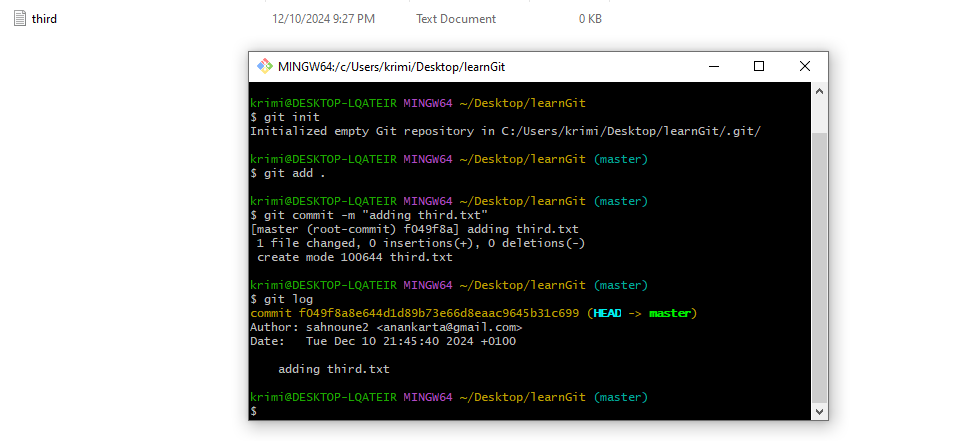 third 12/10/2024 9:27 PM Text Document 0 KB
MINGW64:/c/Users/krimi/Desktop/learnGit
krimi@DESKTOP-LQATEIR MINGW64 ~/Desktop/learnGit
$ git init
Initialized empty Git repository in C:/Users/krimi/Desktop/learnGit/.git/
krimi@DESKTOP-LQATEIR MINGW64 ~/Desktop/learnGit (master)
$ git add .
krimi@DESKTOP-LQATEIR MINGW64 ~/Desktop/learnGit (master)
$ git commit -m "adding third.txt"
[master (root-commit) f049f8a] adding third.txt
 1 file changed, 0 insertions(+), 0 deletions(-)
 create mode 100644 third.txt
krimi@DESKTOP-LQATEIR MINGW64 ~/Desktop/learnGit (master)
$ git log
commit f049f8a8e644d1d89b73e66d8eaac9645b31c699 (HEAD -> master)
Author: sahnoune2 <anankarta@gmail.com>
Date:   Tue Dec 10 21:45:40 2024 +0100
    adding third.txt
krimi@DESKTOP-LQATEIR MINGW64 ~/Desktop/learnGit (master)
$